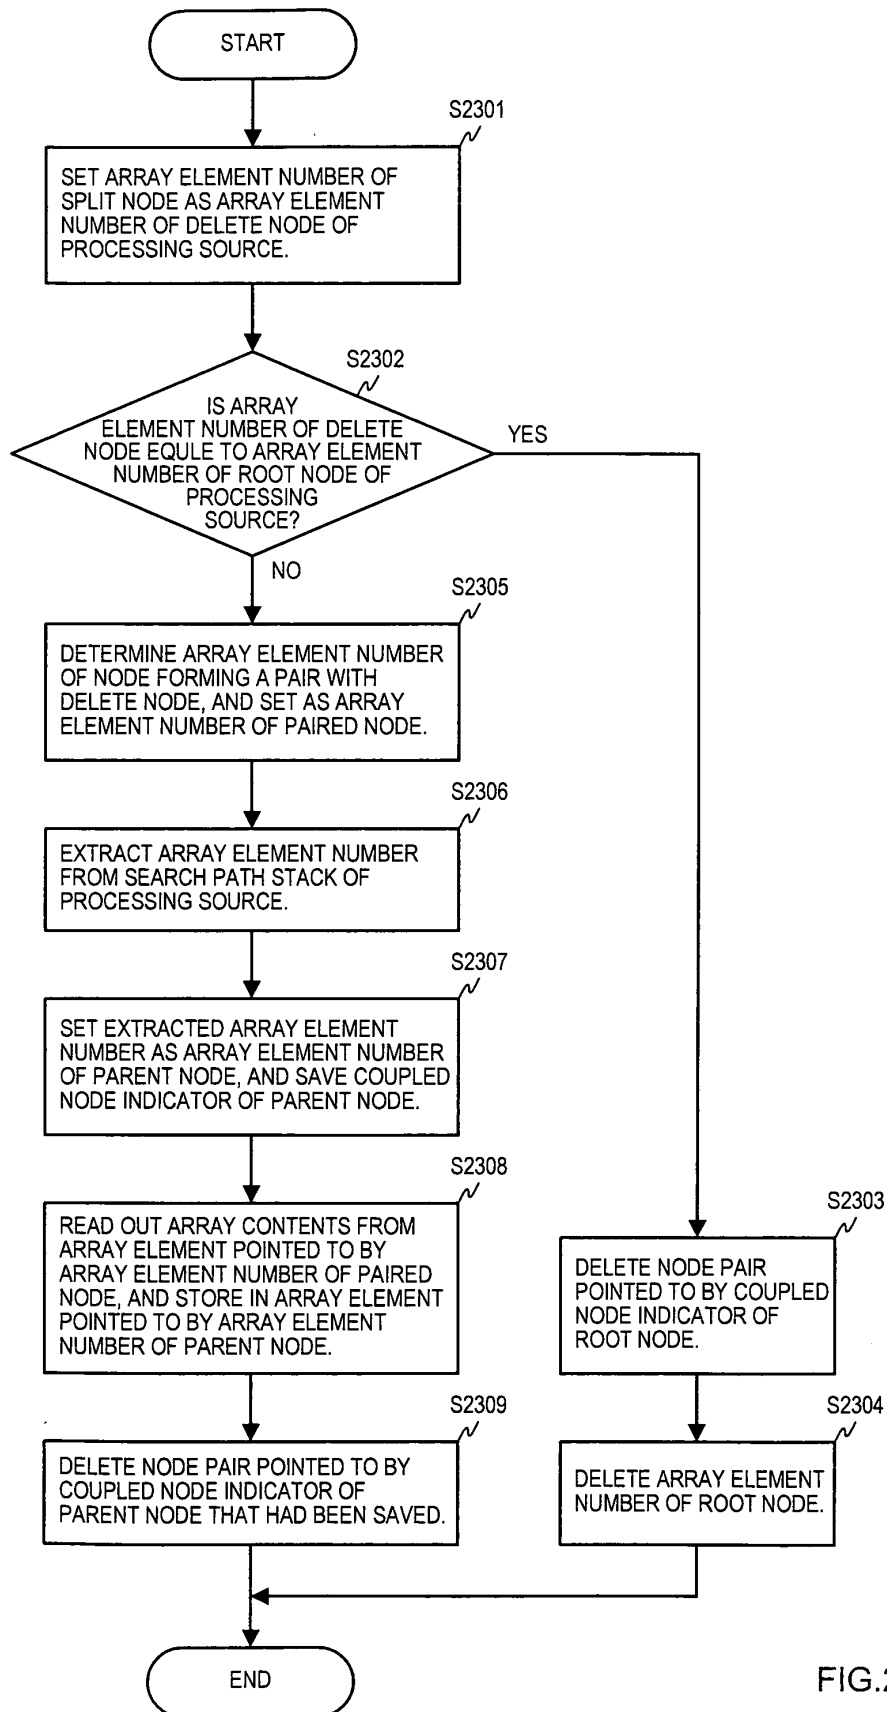 START
S2301
SET ARRAY ELEMENT NUMBER OF
SPLIT NODE AS ARRAY ELEMENT
NUMBER OF DELETE NODE OF
PROCESSING SOURCE.
S2302
IS ARRAY
ELEMENT NUMBER OF DELETE
NODE EQULE TO ARRAY ELEMENT
NUMBER OF ROOT NODE OF
PROCESSING
SOURCE?
YES
NO
S2305
DETERMINE ARRAY ELEMENT NUMBER
OF NODE FORMING A PAIR WITH
DELETE NODE, AND SET AS ARRAY
ELEMENT NUMBER OF PAIRED NODE.
S2306
EXTRACT ARRAY ELEMENT NUMBER
FROM SEARCH PATH STACK OF
PROCESSING SOURCE.
S2307
SET EXTRACTED ARRAY ELEMENT
NUMBER AS ARRAY ELEMENT NUMBER
OF PARENT NODE, AND SAVE COUPLED
NODE INDICATOR OF PARENT NODE.
S2308
READ OUT ARRAY CONTENTS FROM
ARRAY ELEMENT POINTED TO BY
ARRAY ELEMENT NUMBER OF PAIRED
NODE, AND STORE IN ARRAY ELEMENT
POINTED TO BY ARRAY ELEMENT
NUMBER OF PARENT NODE.
S2309
DELETE NODE PAIR POINTED TO BY
COUPLED NODE INDICATOR OF
PARENT NODE THAT HAD BEEN SAVED.
S2303
DELETE NODE PAIR
POINTED TO BY COUPLED
NODE INDICATOR OF
ROOT NODE.
S2304
DELETE ARRAY ELEMENT
NUMBER OF ROOT NODE.
END